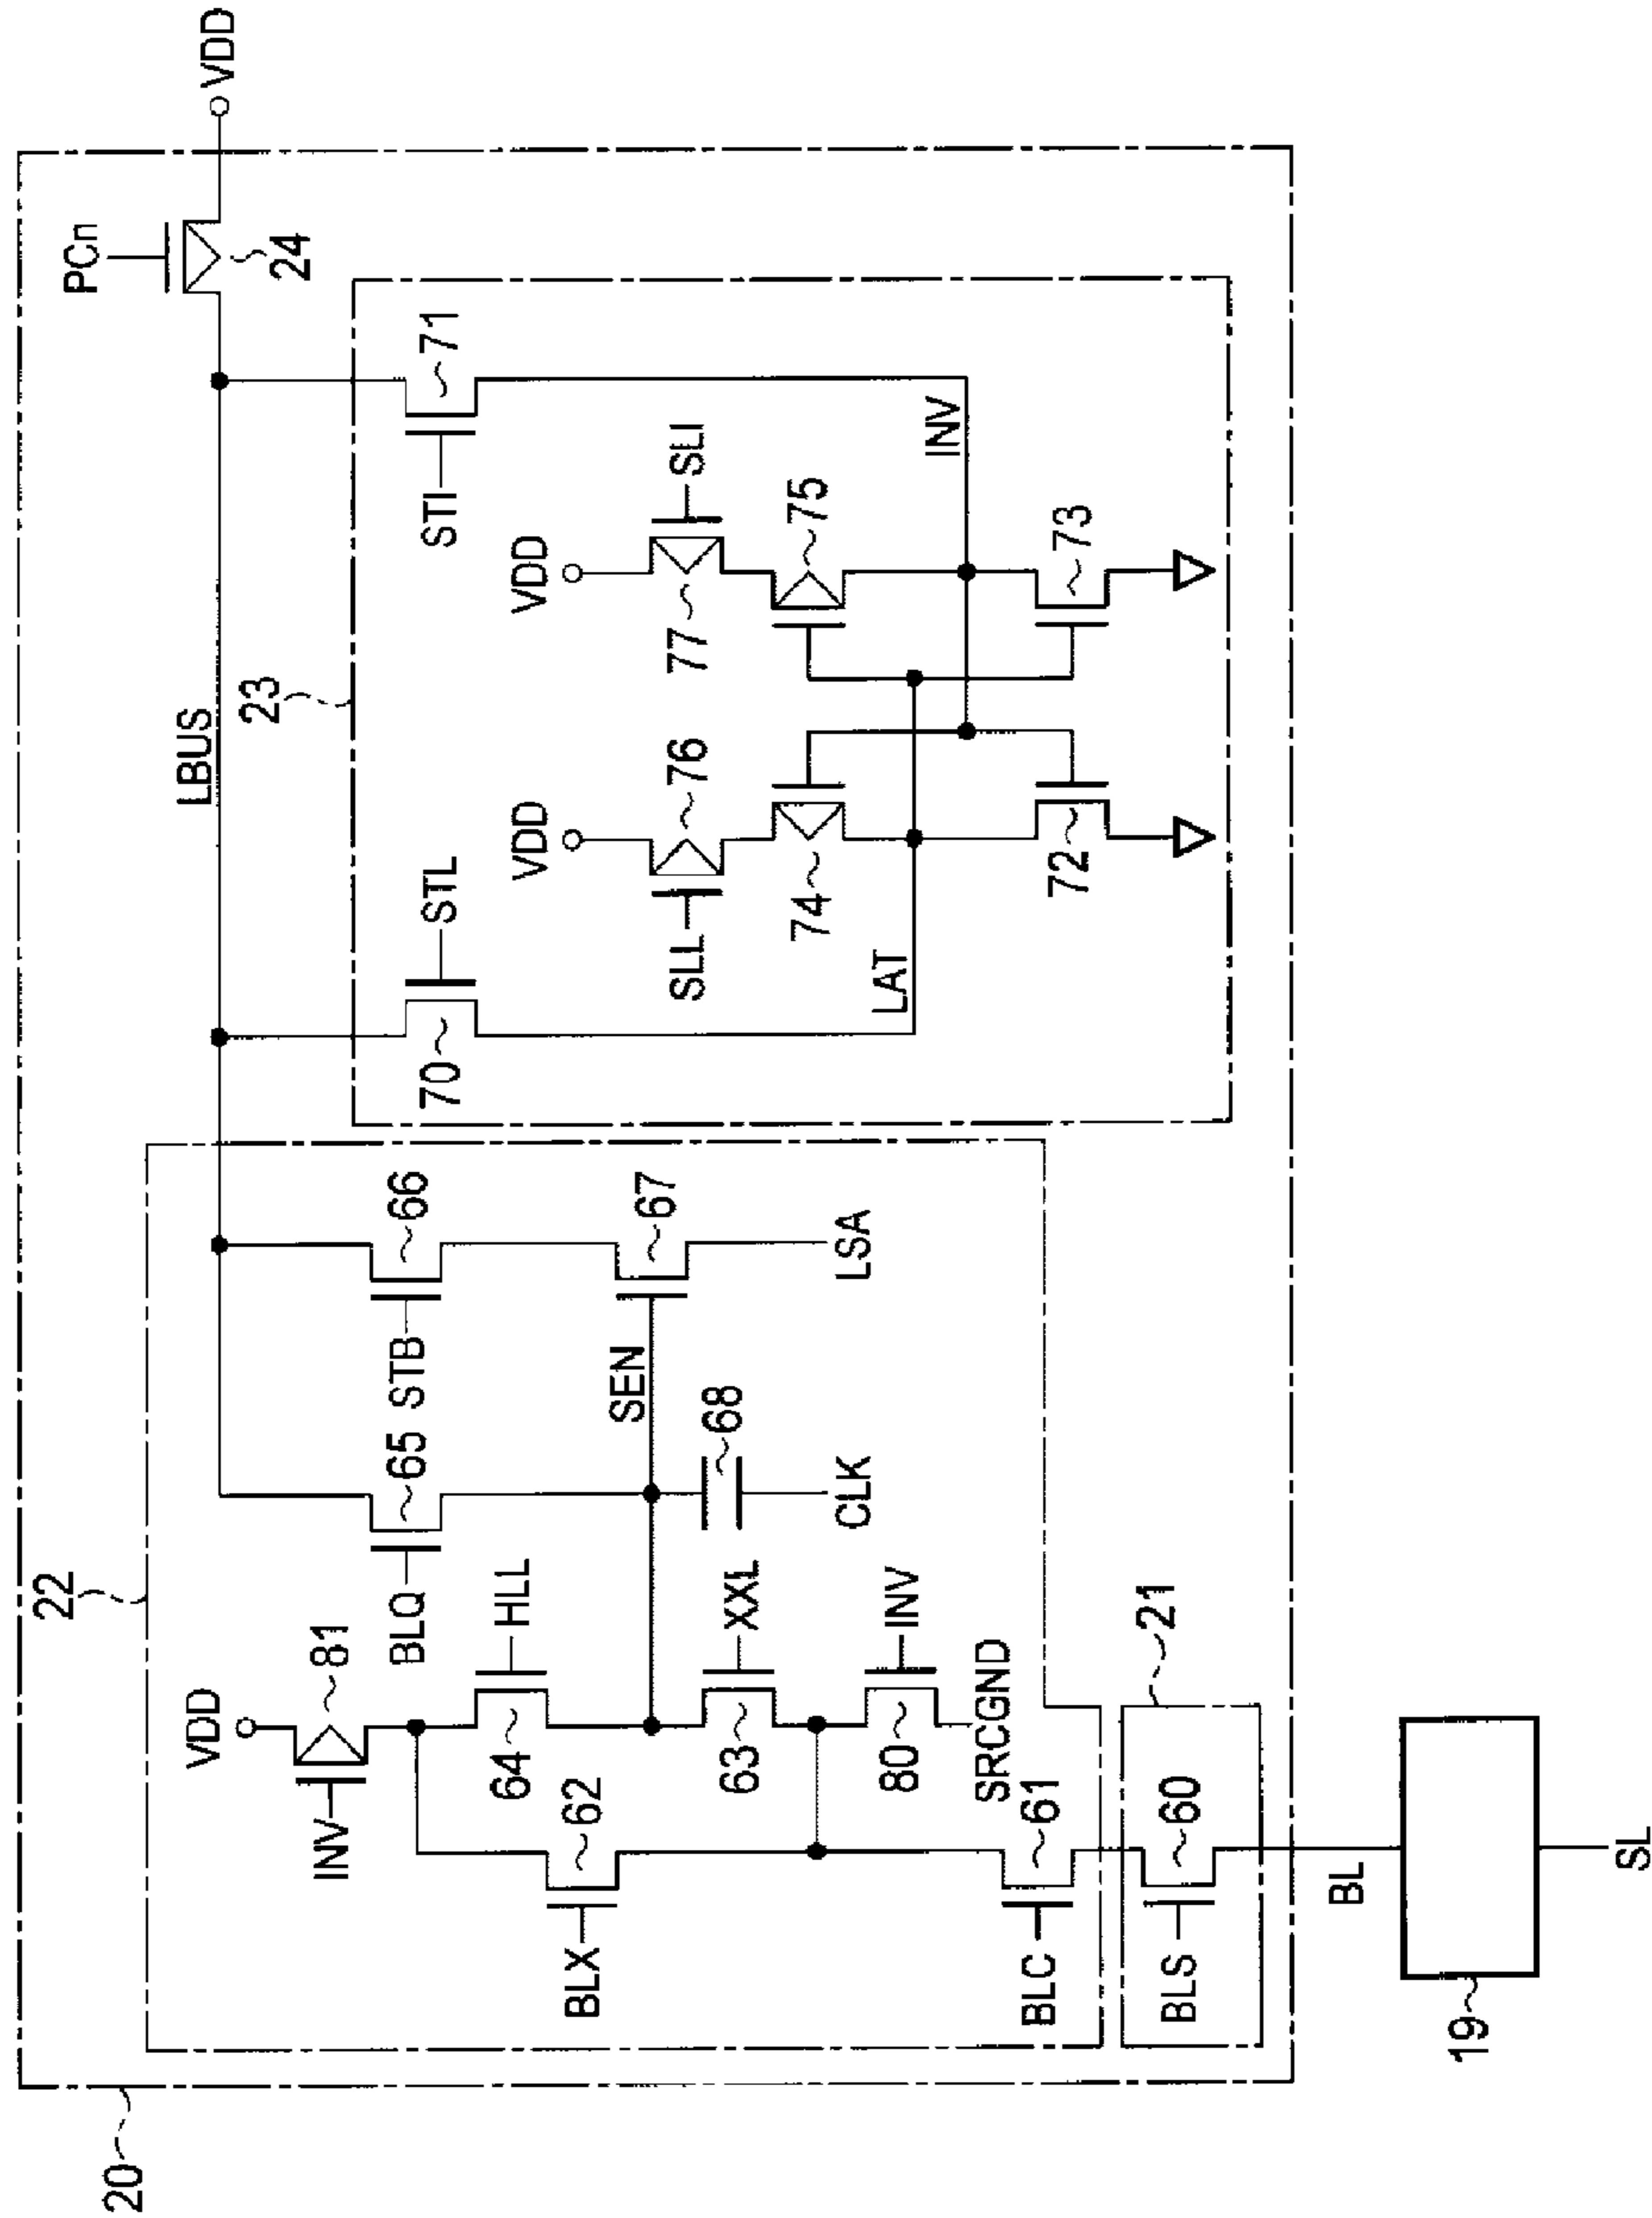 VDD
PCn
24
LBUS
23
STL
70
STI
71
VDD
VDD
SLL
76
77
SLI
74
75
LAT
INV
72
73
20
22
VDD
81
INV
BLQ
65
STB
66
HLL
64
SEN
67
BLX
62
XXL
63
68
CLK
LSA
INV
80
SRCGND
BLC
61
21
BLS
60
BL
19
SL